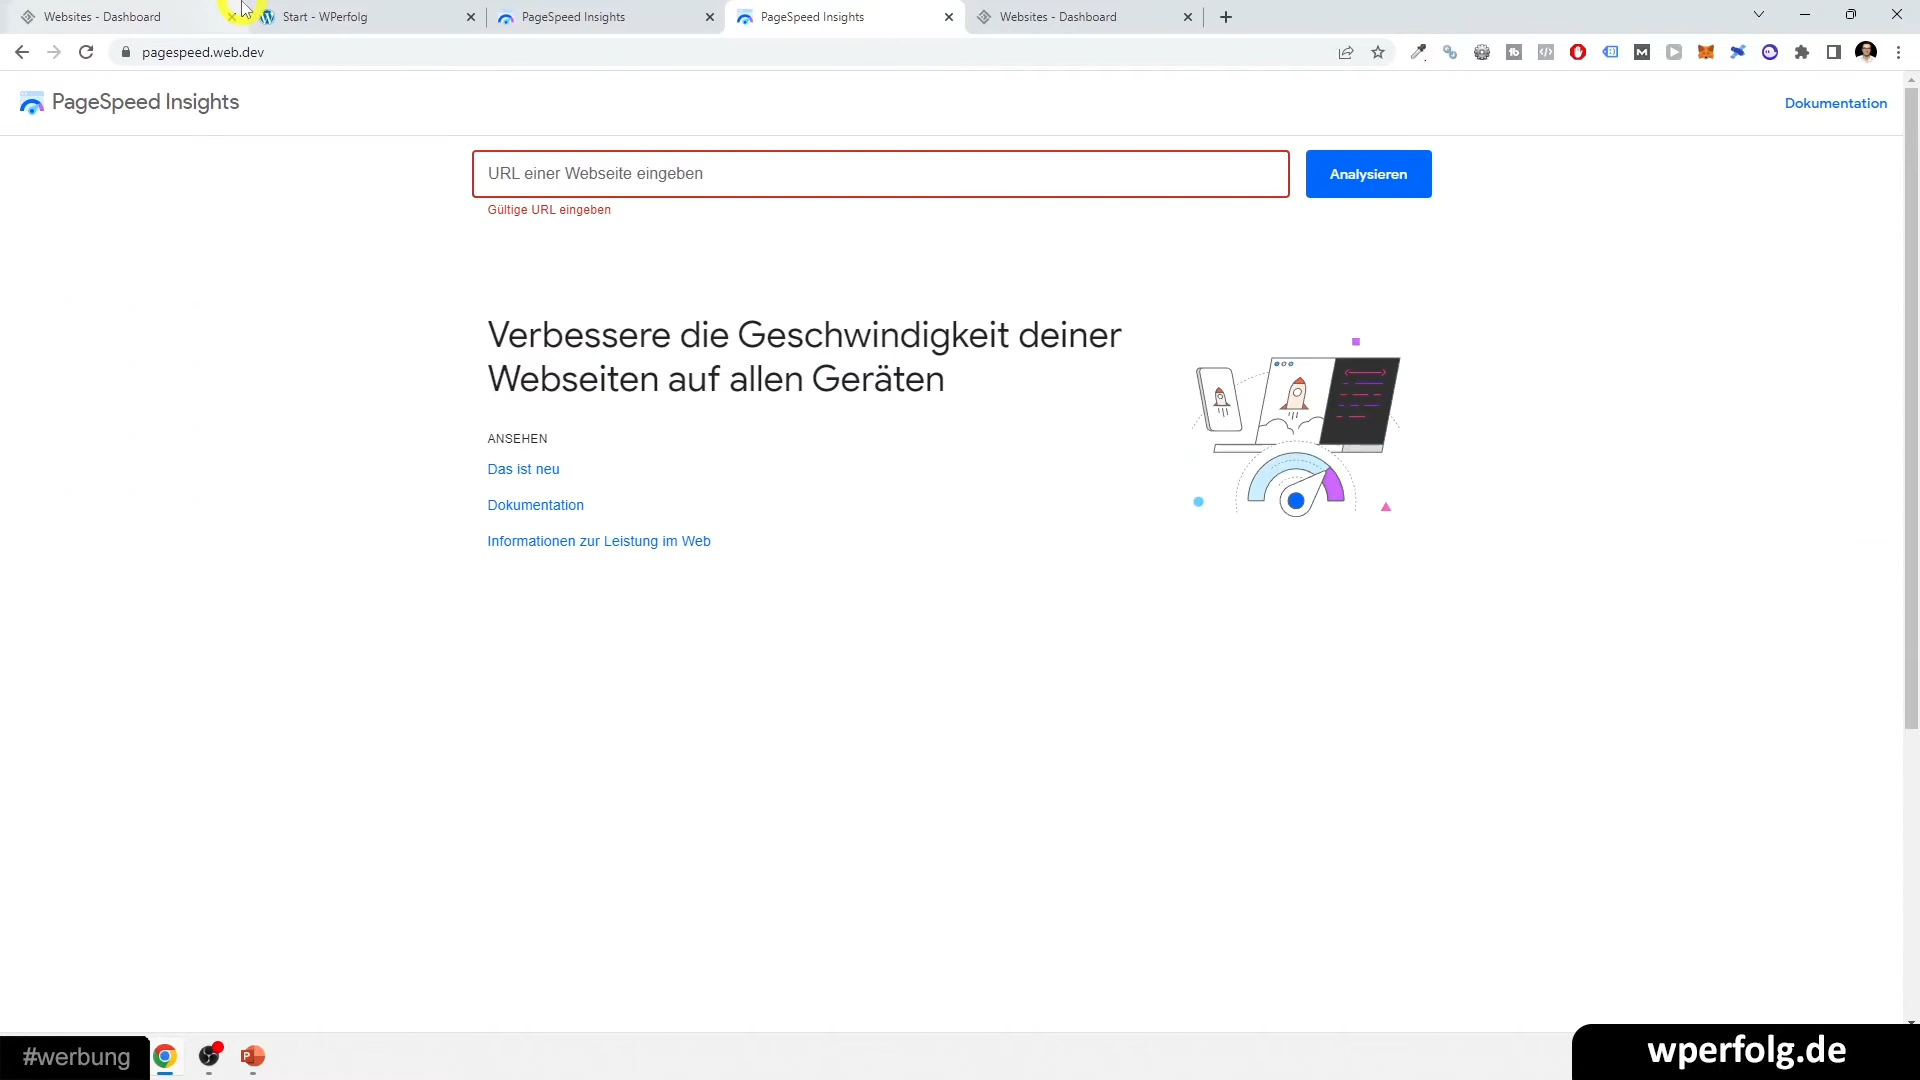 Websites - Dashboard
Start - WPerfolg
PageSpeed Insights
PageSpeed Insights
Websites - Dashboard
pagespeed.web.dev
PageSpeed Insights
Dokumentation
URL einer Webseite eingeben
Analysieren
Gültige URL eingeben
Verbessere die Geschwindigkeit deiner
Webseiten auf allen Geräten
ANSEHEN
Das ist neu
Dokumentation
Informationen zur Leistung im Web
#werbung
wperfolg.de